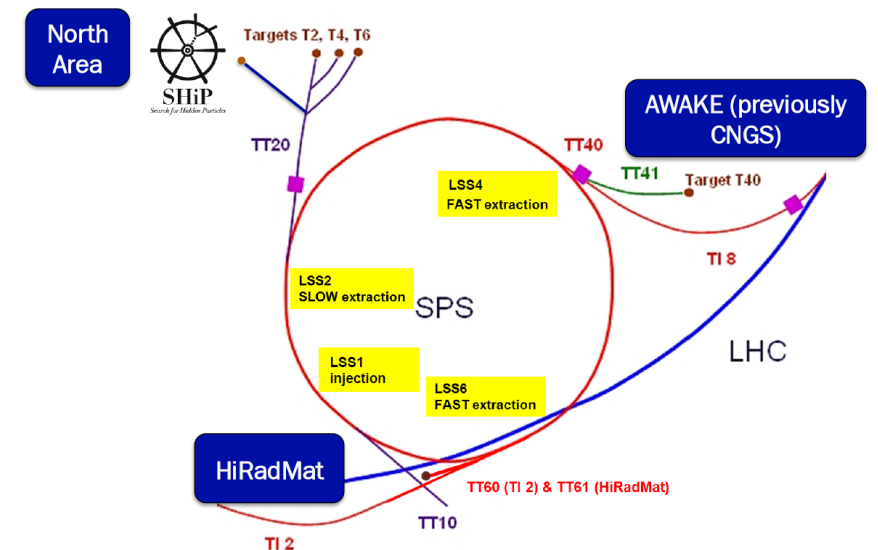 North
Area
SHiP
Search for Hidden Particles
Targets T2, T4, T6
AWAKE (previously
CNGS)
TT20
TT40
TT41
Target T40
LSS4
FAST extraction
TI 8
LSS2
SLOW extraction
SPS
LHC
LSS1
injection
LSS6
FAST extraction
HiRadMat
TT60 (TI 2) & TT61 (HiRadMat)
TT10
TI 2